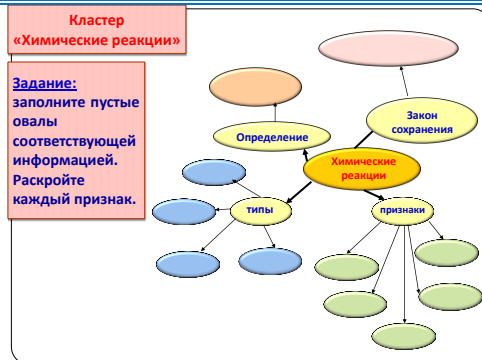 Кластер
«Химические реакции»
Задание:
заполните пустые
овалы
соответствующей
информацией.
Раскройте
каждый признак.
Закон
сохранения
Определение
Химические
реакции
типы
признаки